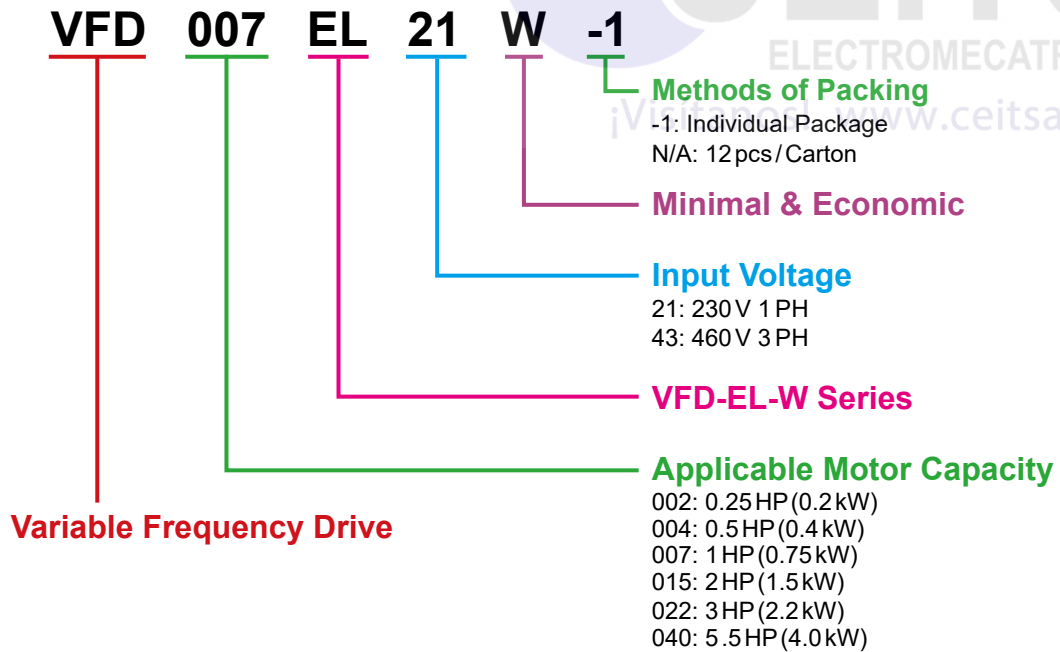 VFD 007 EL 21 W -1
ELECTROMECATR
Methods of Packing
¡Visitanos! www.ceitsa
-1: Individual Package
N/A: 12 pcs/Carton
Minimal & Economic
Input Voltage
21: 230 V 1 PH
43: 460 V 3 PH
VFD-EL-W Series
Applicable Motor Capacity
002: 0.25 HP (0.2 kW)
004: 0.5 HP (0.4 kW)
007: 1 HP (0.75 kW)
015: 2 HP (1.5 kW)
022: 3 HP (2.2 kW)
040: 5.5 HP (4.0 kW)
Variable Frequency Drive